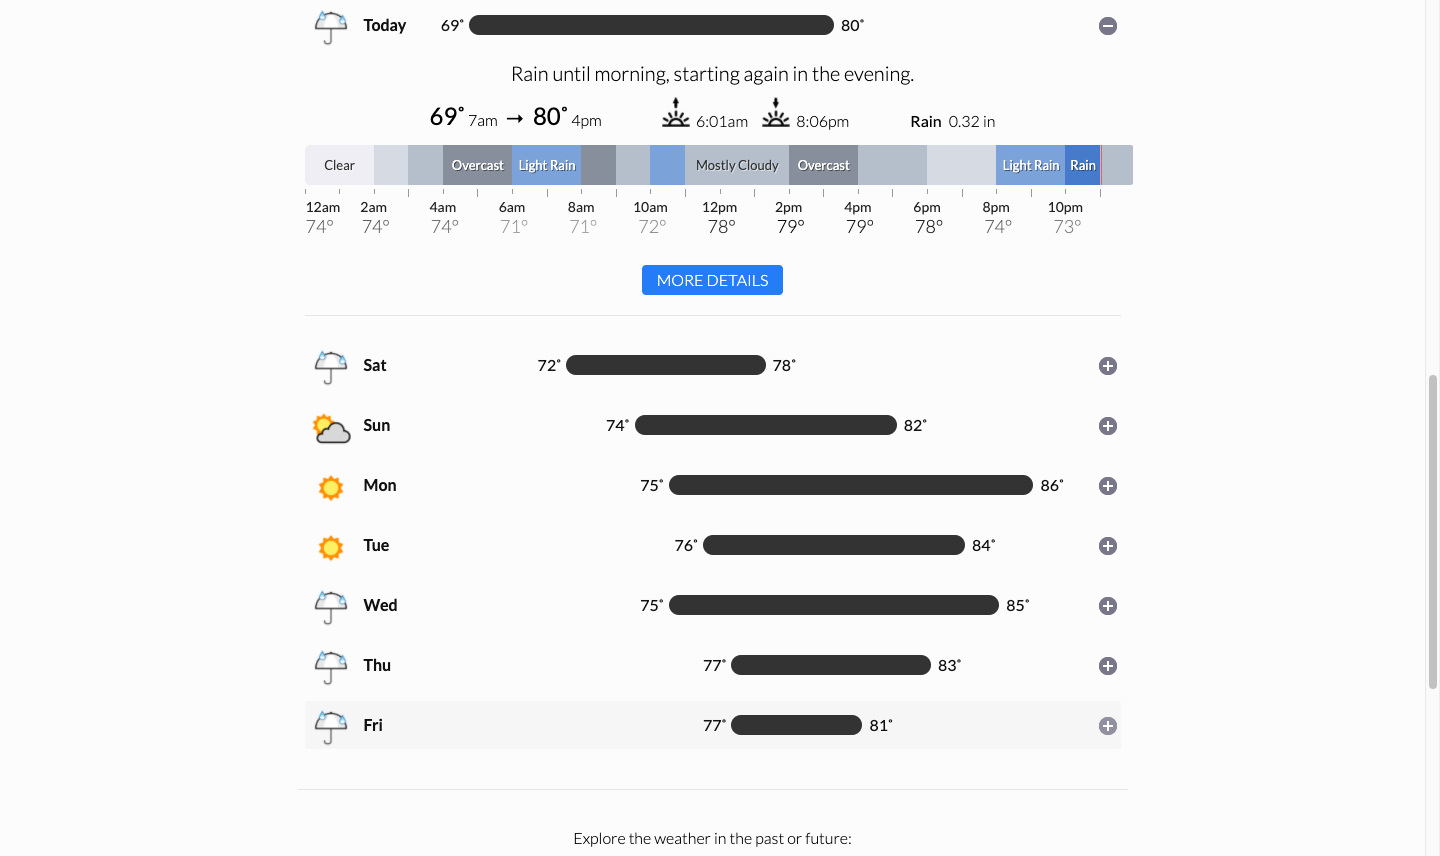 Today 69˚ 80˚
Rain until morning, starting again in the evening.
69˚ 7am → 80˚ 4pm 6:01am 8:06pm Rain 0.32 in
Clear Overcast Light Rain Mostly Cloudy Overcast Light Rain Rain
12am 2am 4am 6am 8am 10am 12pm 2pm 4pm 6pm 8pm 10pm
74° 74° 74° 71° 71° 72° 78° 79° 79° 78° 74° 73°
MORE DETAILS
Sat 72˚ 78˚
Sun 74˚ 82˚
Mon 75˚ 86˚
Tue 76˚ 84˚
Wed 75˚ 85˚
Thu 77˚ 83˚
Fri 77˚ 81˚
Explore the weather in the past or future: